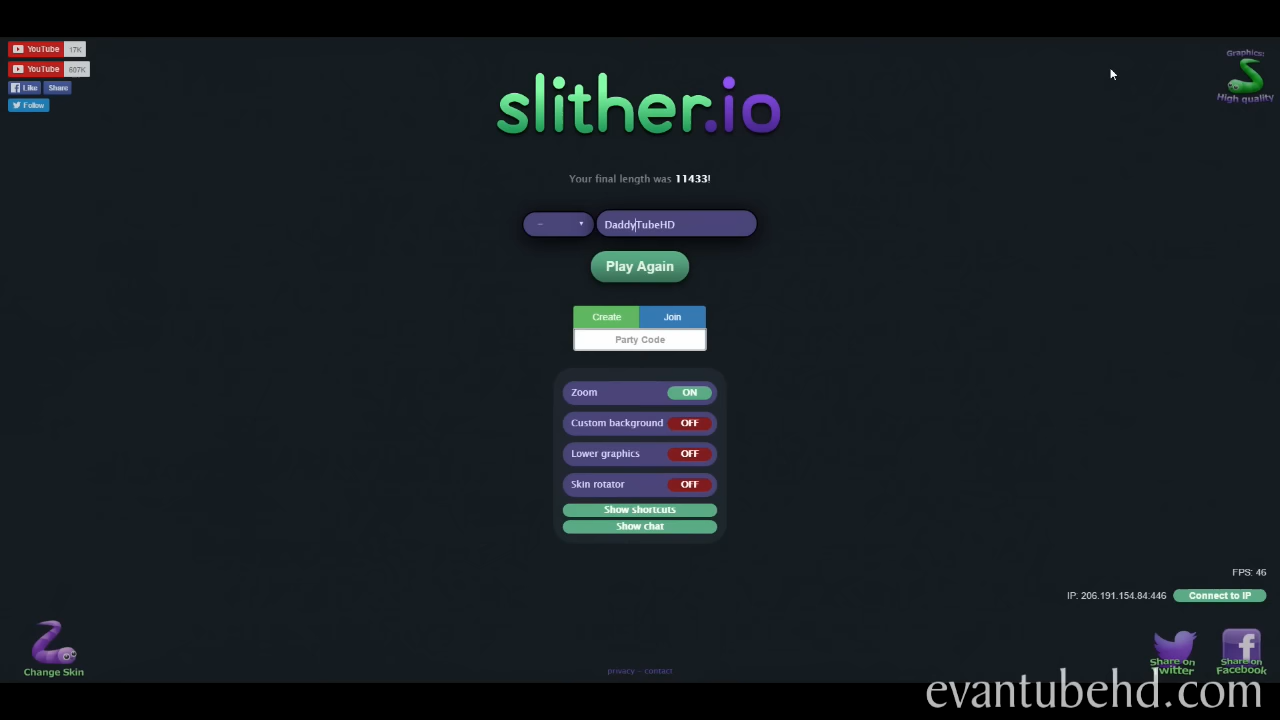 YouTube 17K
YouTube 607K
Like Share
Follow
Graphics:
High quality
slither.io
Your final length was 11433!
-- DaddyTubeHD
Play Again
Create Join
Party Code
Zoom ON
Custom background OFF
Lower graphics OFF
Skin rotator OFF
Show shortcuts
Show chat
FPS: 46
IP: 206.191.154.84.446 Connect to IP
Change Skin
privacy – contact
Share on Twitter
Share on Facebook
evantubehd.com